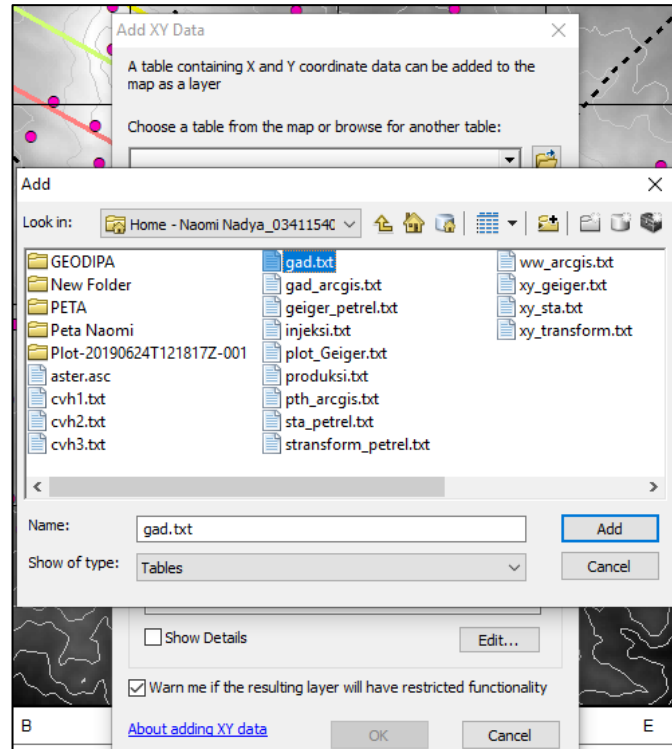 Add XY Data
A table containing X and Y coordinate data can be added to the
map as a layer
Choose a table from the map or browse for another table:
Add
Look in:
Home - Naomi Nadya_0341154C
GEODIPA
New Folder
PETA
Peta Naomi
Plot-20190624T121817Z-001
aster.asc
cvh1.txt
cvh2.txt
cvh3.txt
gad.txt
gad_arcgis.txt
geiger_petrel.txt
injeksi.txt
plot_Geiger.txt
produksi.txt
pth_arcgis.txt
sta_petrel.txt
stransform_petrel.txt
ww_arcgis.txt
xy_geiger.txt
xy_sta.txt
xy_transform.txt
Name:
gad.txt
Add
Show of type:
Tables
Cancel
Show Details
Edit...
Warn me if the resulting layer will have restricted functionality
About adding XY data
OK
Cancel
B
E